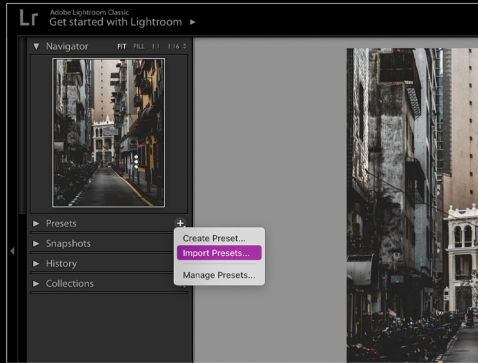 Lr
Adobe Lightroom Classic
Get started with Lightroom
Navigator FIT FILL 1:1 1:16
Presets
Create Preset...
Snapshots
Import Presets...
History
Manage Presets...
Collections